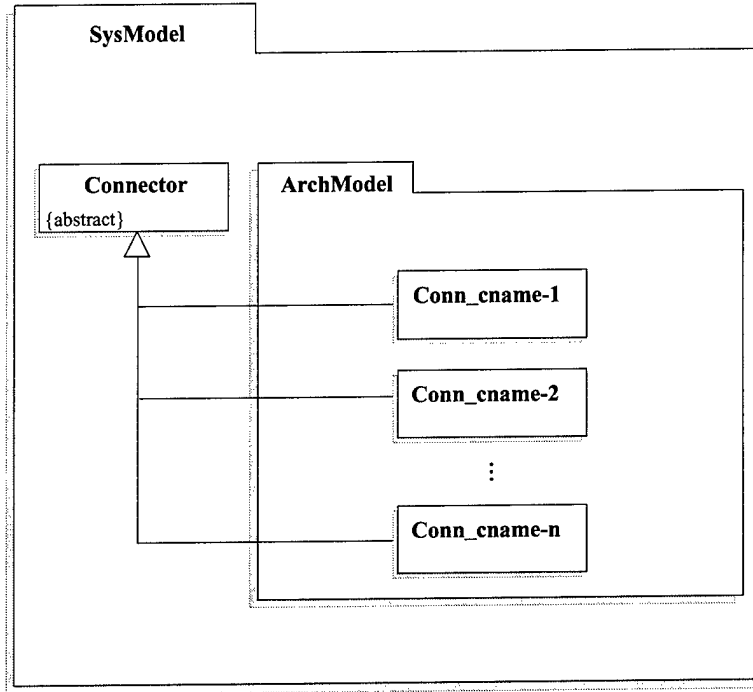 SysModel
Connector
{abstract}
ArchModel
Conn_cname-1
Conn_cname-2
⋮
Conn_cname-n